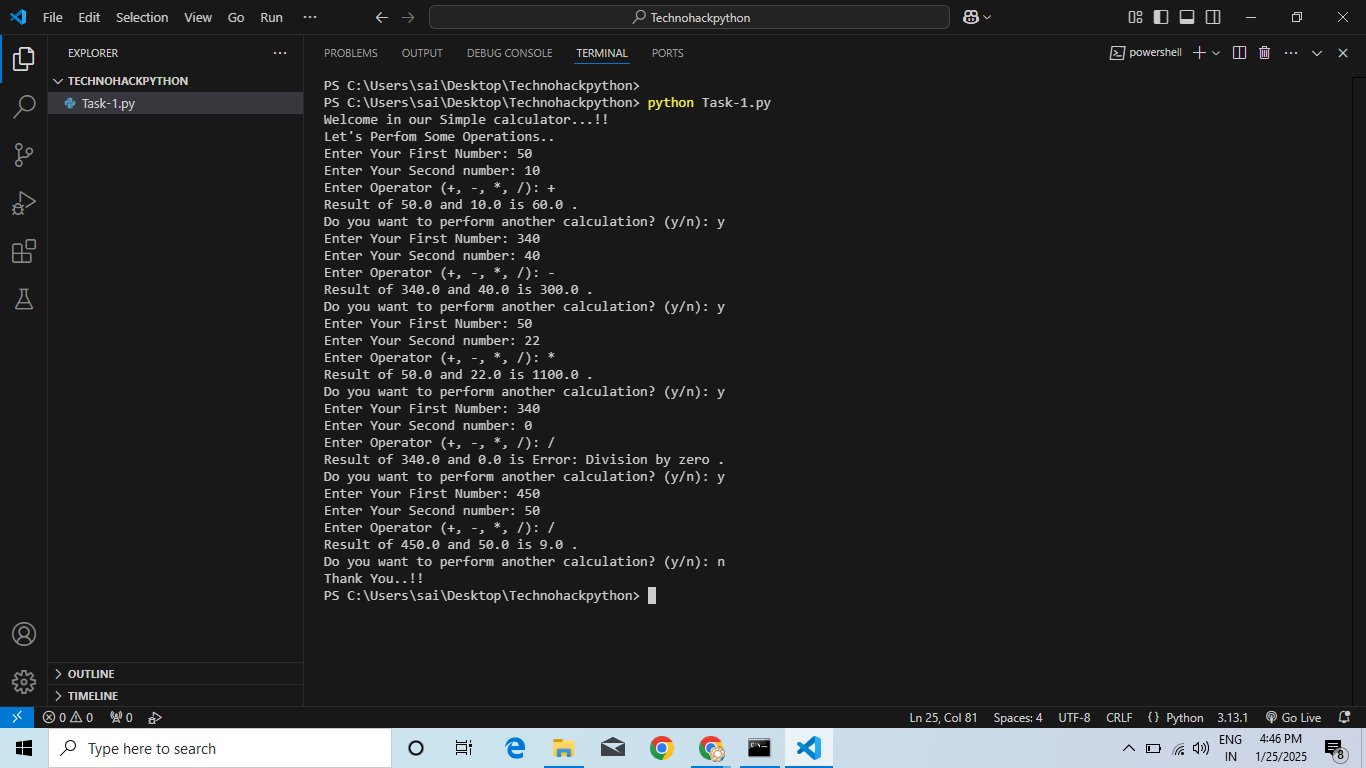 File Edit Selection View Go Run ··· Technohackpython
EXPLORER ···
TECHNOHACKPYTHON
Task-1.py
OUTLINE
TIMELINE
PROBLEMS OUTPUT DEBUG CONSOLE TERMINAL PORTS powershell
PS C:\Users\sai\Desktop\Technohackpython>
PS C:\Users\sai\Desktop\Technohackpython> python Task-1.py
Welcome in our Simple calculator...!!
Let's Perfom Some Operations..
Enter Your First Number: 50
Enter Your Second number: 10
Enter Operator (+, -, *, /): +
Result of 50.0 and 10.0 is 60.0 .
Do you want to perform another calculation? (y/n): y
Enter Your First Number: 340
Enter Your Second number: 40
Enter Operator (+, -, *, /): -
Result of 340.0 and 40.0 is 300.0 .
Do you want to perform another calculation? (y/n): y
Enter Your First Number: 50
Enter Your Second number: 22
Enter Operator (+, -, *, /): *
Result of 50.0 and 22.0 is 1100.0 .
Do you want to perform another calculation? (y/n): y
Enter Your First Number: 340
Enter Your Second number: 0
Enter Operator (+, -, *, /): /
Result of 340.0 and 0.0 is Error: Division by zero .
Do you want to perform another calculation? (y/n): y
Enter Your First Number: 450
Enter Your Second number: 50
Enter Operator (+, -, *, /): /
Result of 450.0 and 50.0 is 9.0 .
Do you want to perform another calculation? (y/n): n
Thank You..!!
PS C:\Users\sai\Desktop\Technohackpython>
0 0 0 Ln 25, Col 81 Spaces: 4 UTF-8 CRLF {} Python 3.13.1 Go Live
Type here to search
ENG
IN
4:46 PM
1/25/2025
8